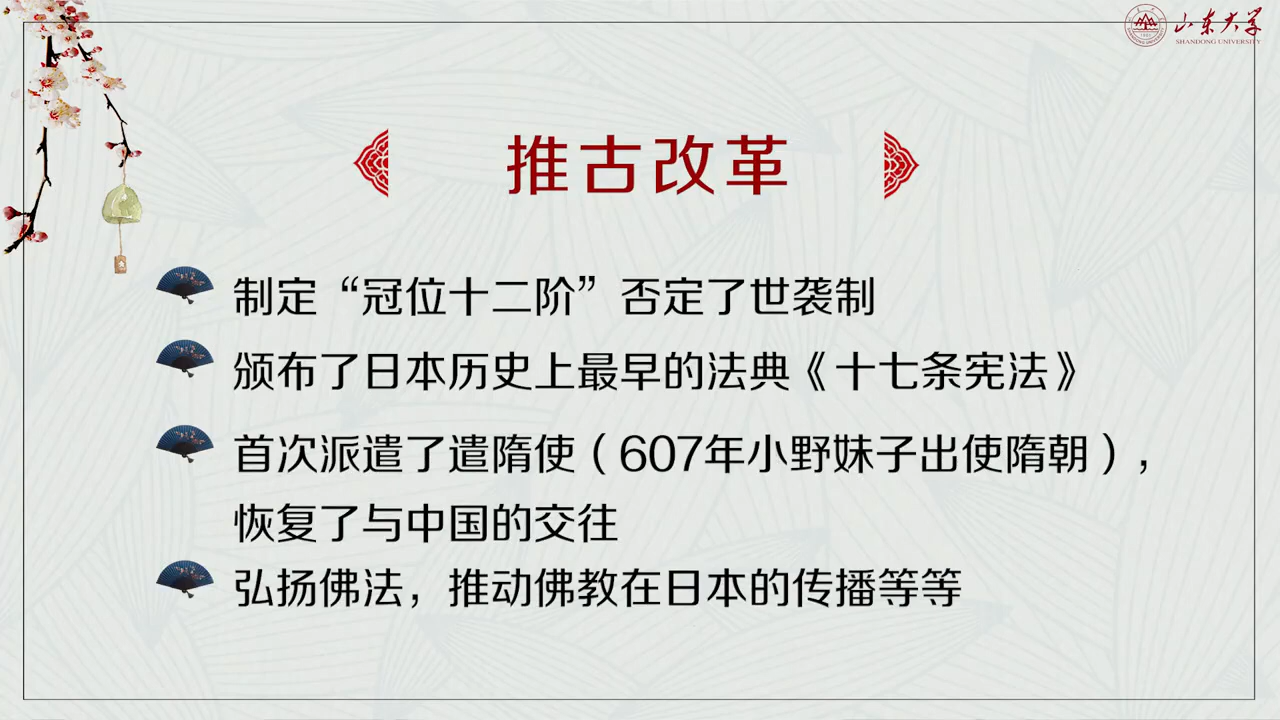 山东大学
SHANDONG UNIVERSITY
推古改革
制定“冠位十二阶”否定了世袭制
颁布了日本历史上最早的法典《十七条宪法》
首次派遣了遣隋使（607年小野妹子出使隋朝），
恢复了与中国的交往
弘扬佛法，推动佛教在日本的传播等等